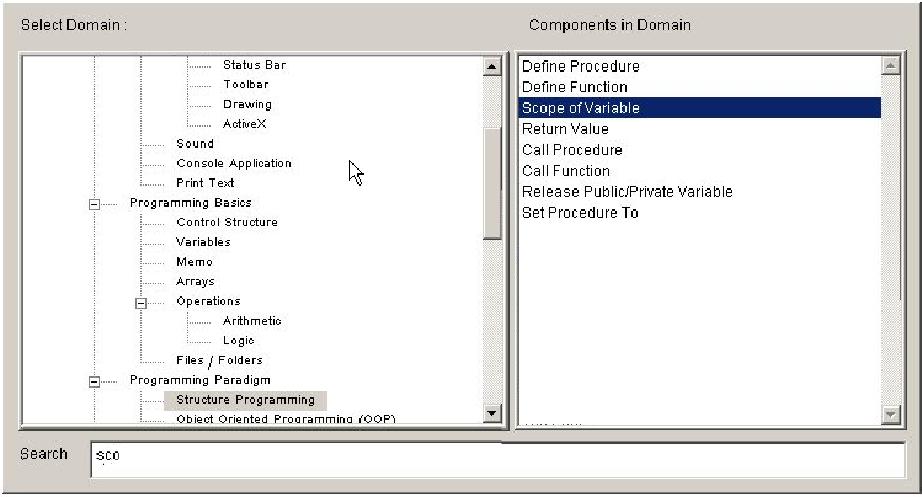 Select Domain :
Components in Domain
Status Bar
Toolbar
Drawing
ActiveX
Sound
Console Application
Print Text
Programming Basics
Control Structure
Variables
Memo
Arrays
Operations
Arithmetic
Logic
Files / Folders
Programming Paradigm
Structure Programming
Object Oriented Programming (OOP)
Define Procedure
Define Function
Scope of Variable
Return Value
Call Procedure
Call Function
Release Public/Private Variable
Set Procedure To
Search
sco